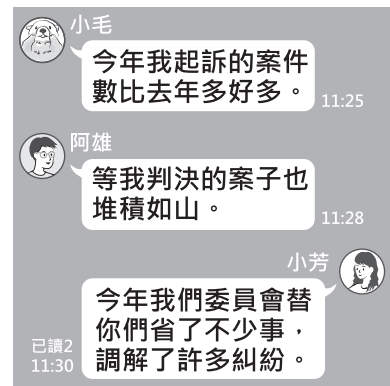 小毛
今年我起訴的案件
數比去年多好多。
11:25
阿雄
等我判決的案子也
堆積如山。
11:28
小芳
今年我們委員會替
你們省了不少事,
調解了許多糾紛。
已讀2
11:30